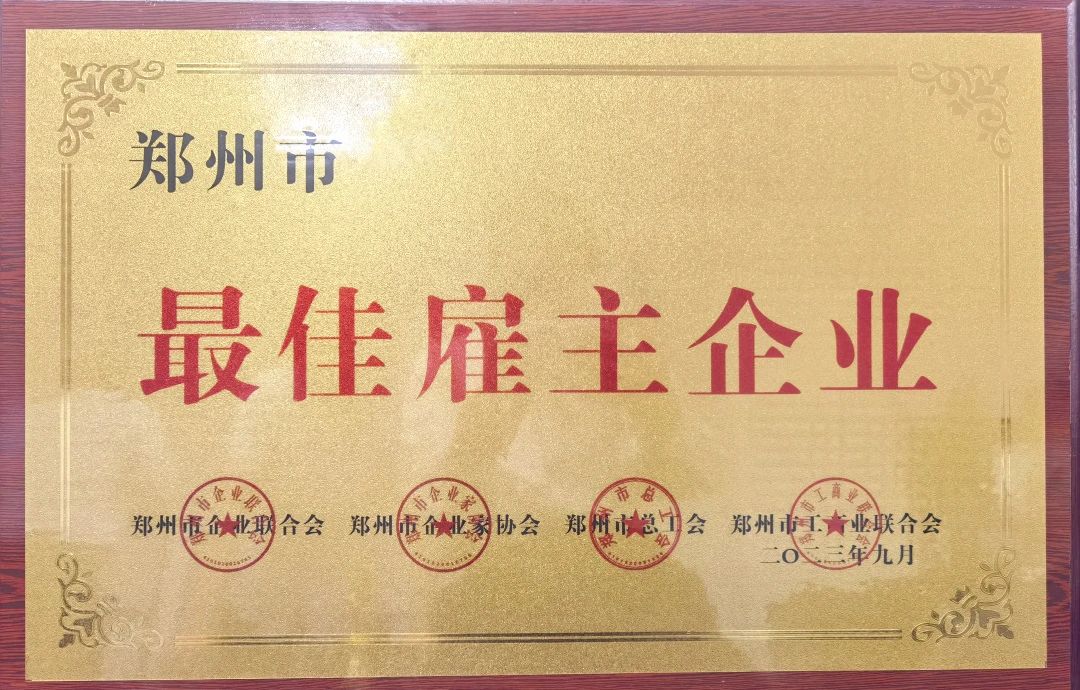 郑州市
最佳雇主企业
郑州市企业联合会 郑州市企业家协会 郑州市总工会 郑州市工商业联合会
二〇二三年九月